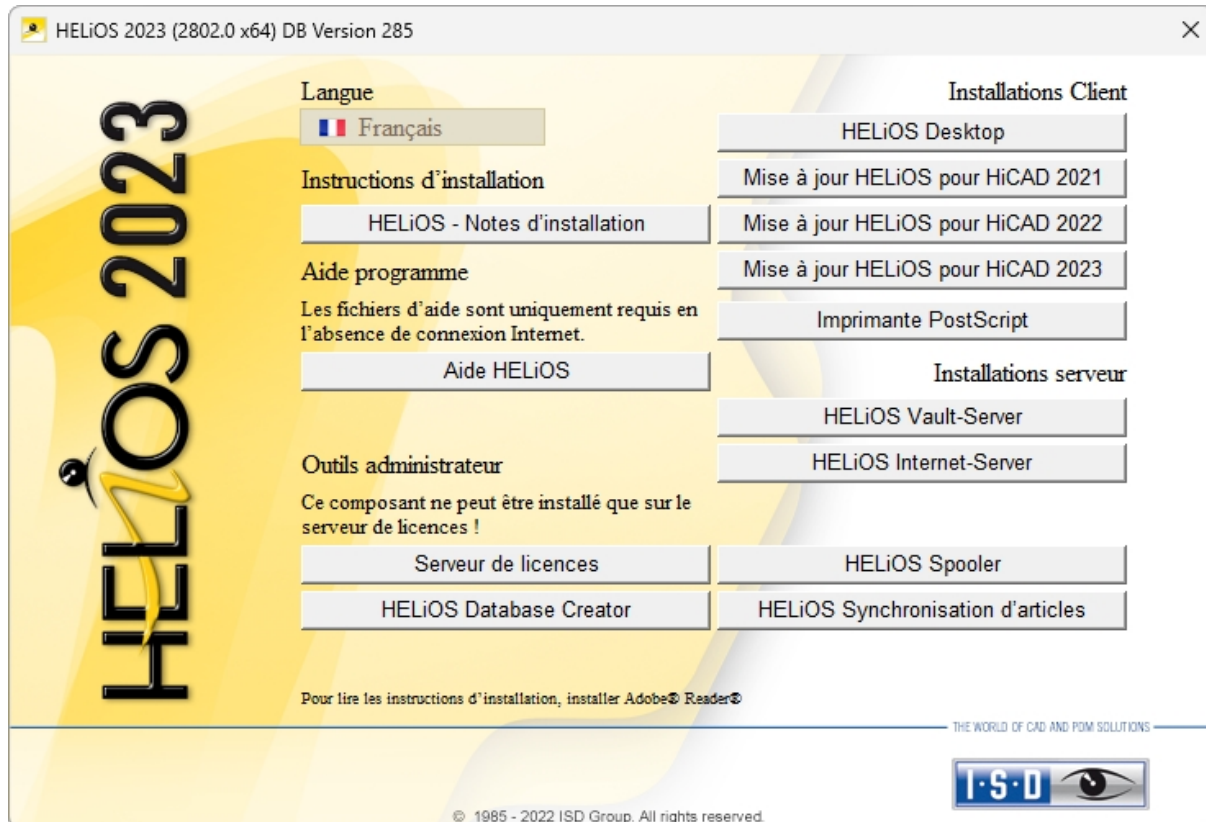 HELiOS 2023 (2802.0 x64) DB Version 285
HELiOS 2023
Langue
Français
Instructions d'installation
HELiOS - Notes d'installation
Aide programme
Les fichiers d'aide sont uniquement requis en
l'absence de connexion Internet.
Aide HELiOS
Outils administrateur
Ce composant ne peut être installé que sur le
serveur de licences !
Serveur de licences
HELiOS Database Creator
Installations Client
HELiOS Desktop
Mise à jour HELiOS pour HiCAD 2021
Mise à jour HELiOS pour HiCAD 2022
Mise à jour HELiOS pour HiCAD 2023
Imprimante PostScript
Installations serveur
HELiOS Vault-Server
HELiOS Internet-Server
HELiOS Spooler
HELiOS Synchronisation d'articles
Pour lire les instructions d'installation, installer Adobe® Reader®
THE WORLD OF CAD AND PDM SOLUTIONS
I·S·D
© 1985 - 2022 ISD Group. All rights reserved.